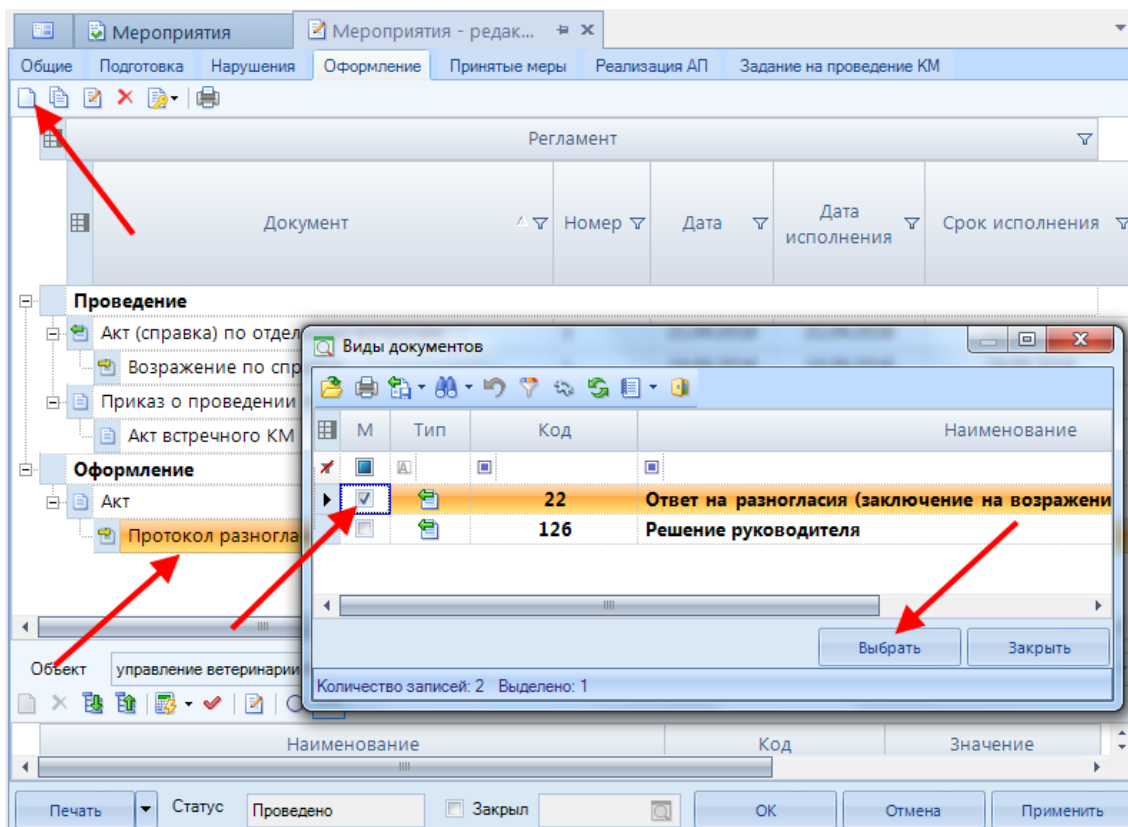 Мероприятия
Мероприятия - редак...
Общие Подготовка Нарушения Оформление Принятые меры Реализация АП Задание на проведение КМ
Регламент
Документ Номер Дата Дата исполнения Срок исполнения
Проведение
Акт (справка) по отдел
Возражение по спр
Приказ о проведении
Акт встречного КМ
Оформление
Акт
Протокол разногла
Виды документов
М Тип Код Наименование
22 Ответ на разногласия (заключение на возражени
126 Решение руководителя
Выбрать Закрыть
Количество записей: 2 Выделено: 1
Объект управление ветеринарии
Наименование Код Значение
Печать Статус Проведено Закрыл ОК Отмена Применить